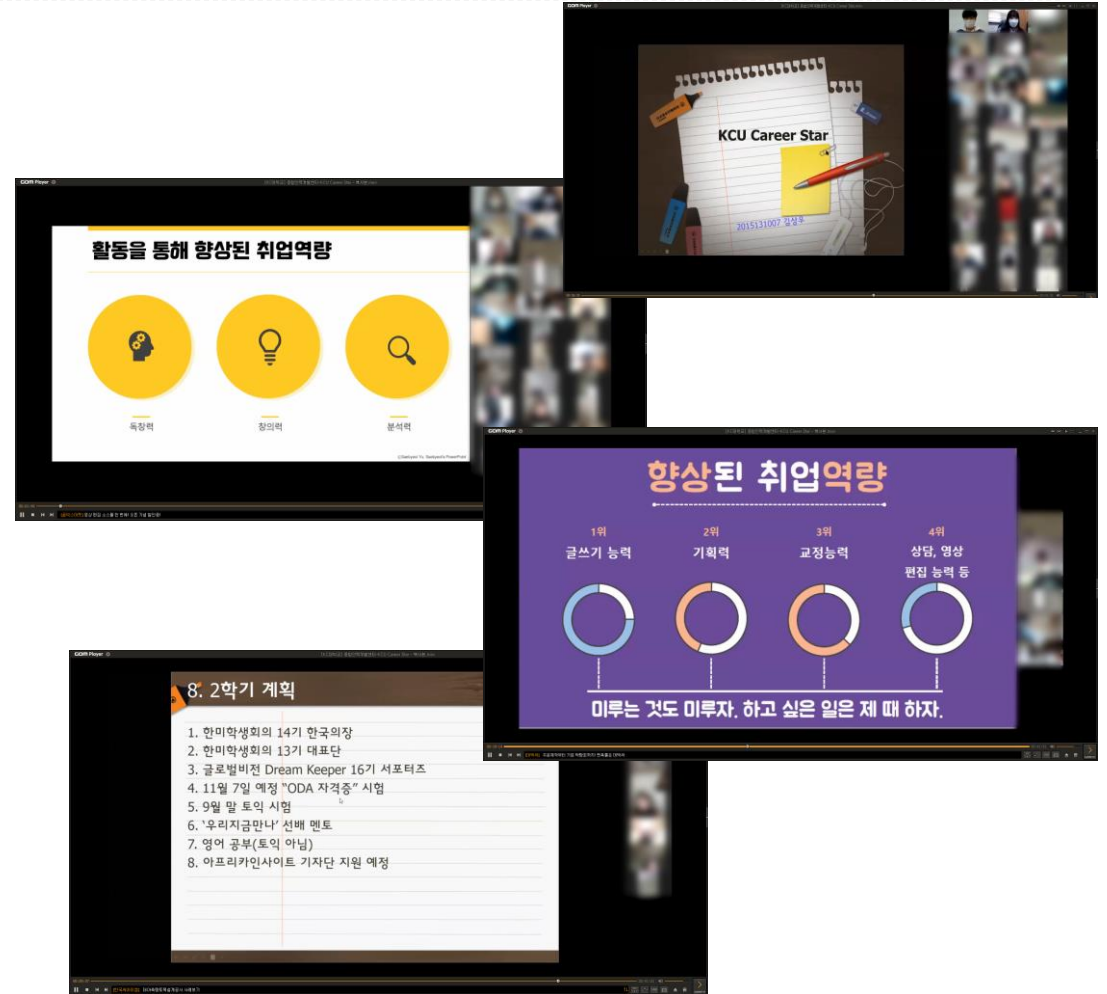 GOM Player
KCU Career Star
2015131007 김상우
GOM Player
활동을 통해 향상된 취업역량
독창력
창의력
분석력
GOM Player
향상된 취업역량
1위
글쓰기 능력
2위
기획력
3위
교정능력
4위
상담, 영상
편집 능력 등
미루는 것도 미루자. 하고 싶은 일은 제 때 하자.
GOM Player
8. 2학기 계획
1. 한미학생회의 14기 한국의장
2. 한미학생회의 13기 대표단
3. 글로벌비전 Dream Keeper 16기 서포터즈
4. 11월 7일 예정 “ODA 자격증” 시험
5. 9월 말 토익 시험
6. ‘우리지금만나’ 선배 멘토
7. 영어 공부(토익 아님)
8. 아프리카인사이트 기자단 지원 예정